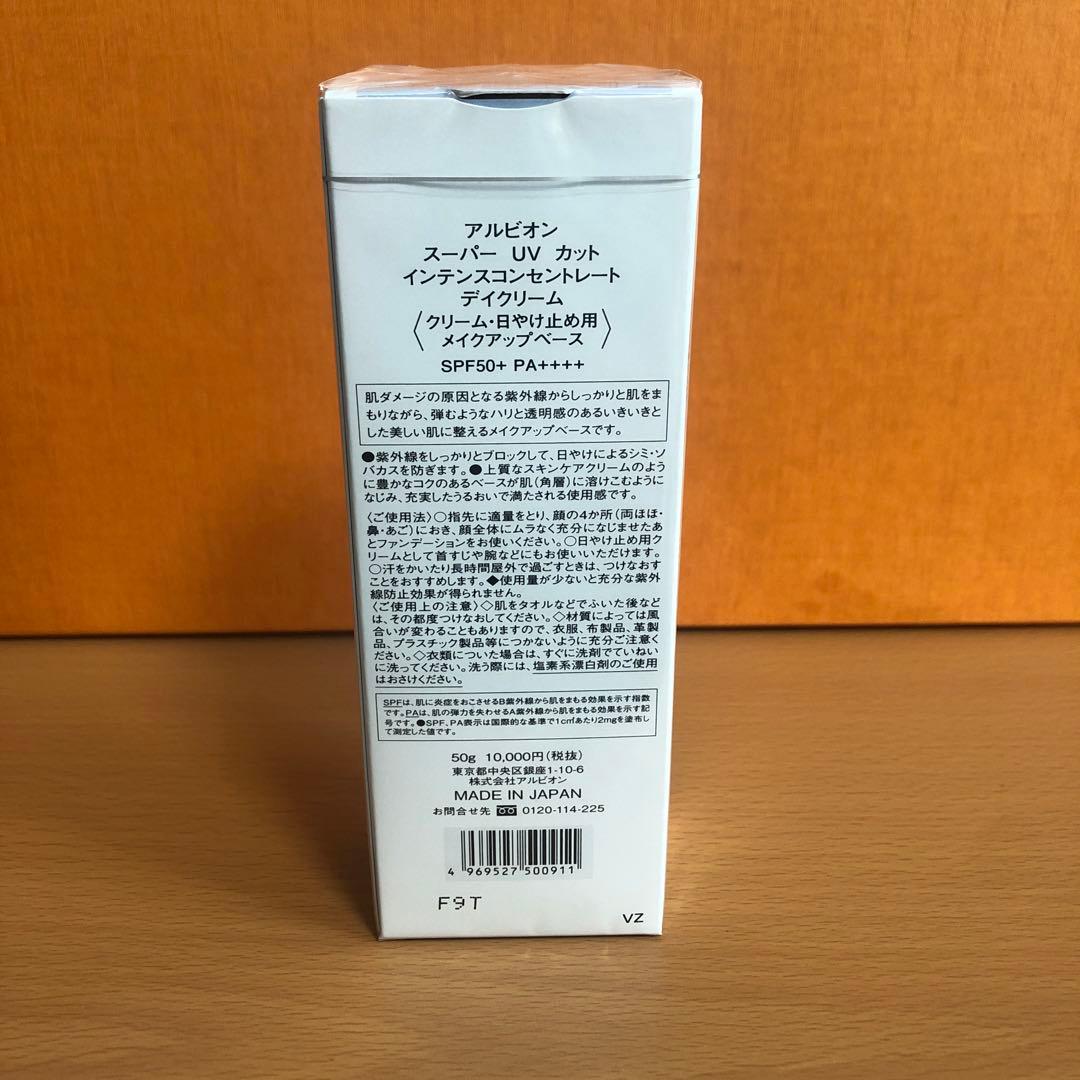 アルビオン
スーパー UV カット
インテンスコンセントレート
デイクリーム
〈クリーム・日やけ止め用
メイクアップベース〉
SPF50+ PA++++
肌ダメージの原因となる紫外線からしっかりと肌をま
もりながら、弾むようなハリと透明感のあるいきいきと
した美しい肌に整えるメイクアップベースです。
●紫外線をしっかりとブロックして、日やけによるシミ・ソ
バカスを防ぎます。●上質なスキンケアクリームのよう
に豊かなコクのあるベースが肌(角層)に溶けこむように
なじみ、充実したうるおいで満たされる使用感です。
〈ご使用法〉○指先に適量をとり、顔の4か所(両ほほ・
鼻・あご)におき、顔全体にムラなく充分になじませたあ
とファンデーションをお使いください。○日やけ止め用ク
リームとして首すじや腕などにもお使いいただけます。
○汗をかいたり長時間屋外で過ごすときは、つけなおす
ことをおすすめします。◆使用量が少ないと充分な紫外
線防止効果が得られません。
〈ご使用上の注意〉◇肌をタオルなどでふいた後など
は、その都度つけなおしてください。◇材質によっては風
合いが変わることもありますので、衣服、布製品、革製
品、プラスチック製品等につかないように充分ご注意くだ
さい。◇衣類についた場合は、すぐに洗剤でていねい
に洗ってください。洗う際には、塩素系漂白剤のご使用
はおさけください。
SPFは、肌に炎症をおこさせるB紫外線から肌をまもる効果を示す指数
です。PAは、肌の弾力を失わせるA紫外線から肌をまもる効果を示す記
号です。●SPF、PA表示は国際的な基準で1c㎡あたり2mgを塗布し
て測定した値です。
50g 10,000円(税抜)
東京都中央区銀座1-10-6
株式会社アルビオン
MADE IN JAPAN
お問合せ先 0120-114-225
4 969527 500911
F9T
VZ